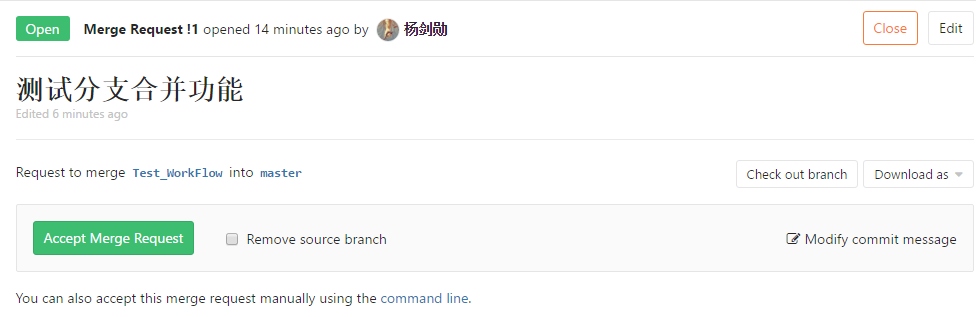 Open Merge Request !1 opened 14 minutes ago by 杨剑勋 Close Edit
测试分支合并功能
Edited 6 minutes ago
Request to merge Test_WorkFlow into master Check out branch Download as
Accept Merge Request Remove source branch Modify commit message
You can also accept this merge request manually using the command line.